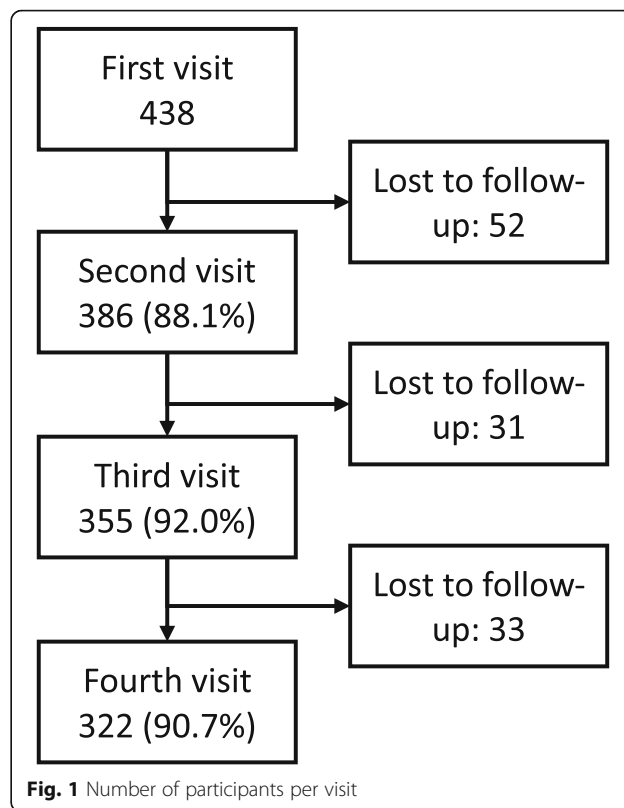 First visit
438
Lost to follow-
up: 52
Second visit
386 (88.1%)
Lost to follow-
up: 31
Third visit
355 (92.0%)
Lost to follow-
up: 33
Fourth visit
322 (90.7%)
Fig. 1 Number of participants per visit